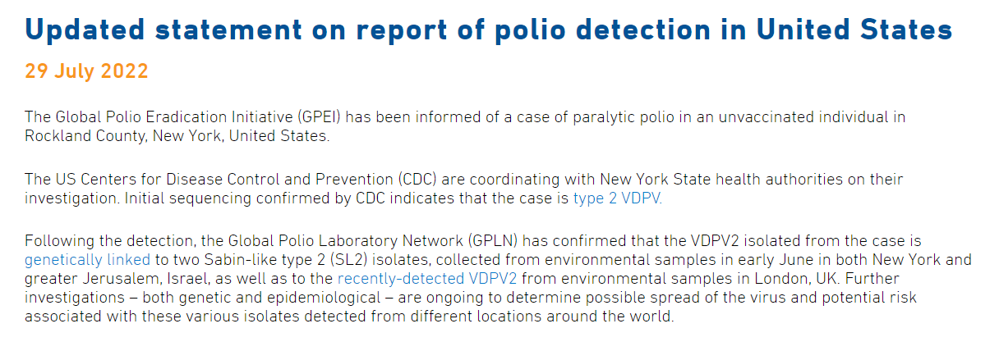 Updated statement on report of polio detection in United States
29 July 2022
The Global Polio Eradication Initiative (GPEI) has been informed of a case of paralytic polio in an unvaccinated individual in
Rockland County, New York, United States.
The US Centers for Disease Control and Prevention (CDC) are coordinating with New York State health authorities on their
investigation. Initial sequencing confirmed by CDC indicates that the case is type 2 VDPV.
Following the detection, the Global Polio Laboratory Network (GPLN) has confirmed that the VDPV2 isolated from the case is
genetically linked to two Sabin-like type 2 (SL2) isolates, collected from environmental samples in early June in both New York and
greater Jerusalem, Israel, as well as to the recently-detected VDPV2 from environmental samples in London, UK. Further
investigations – both genetic and epidemiological – are ongoing to determine possible spread of the virus and potential risk
associated with these various isolates detected from different locations around the world.